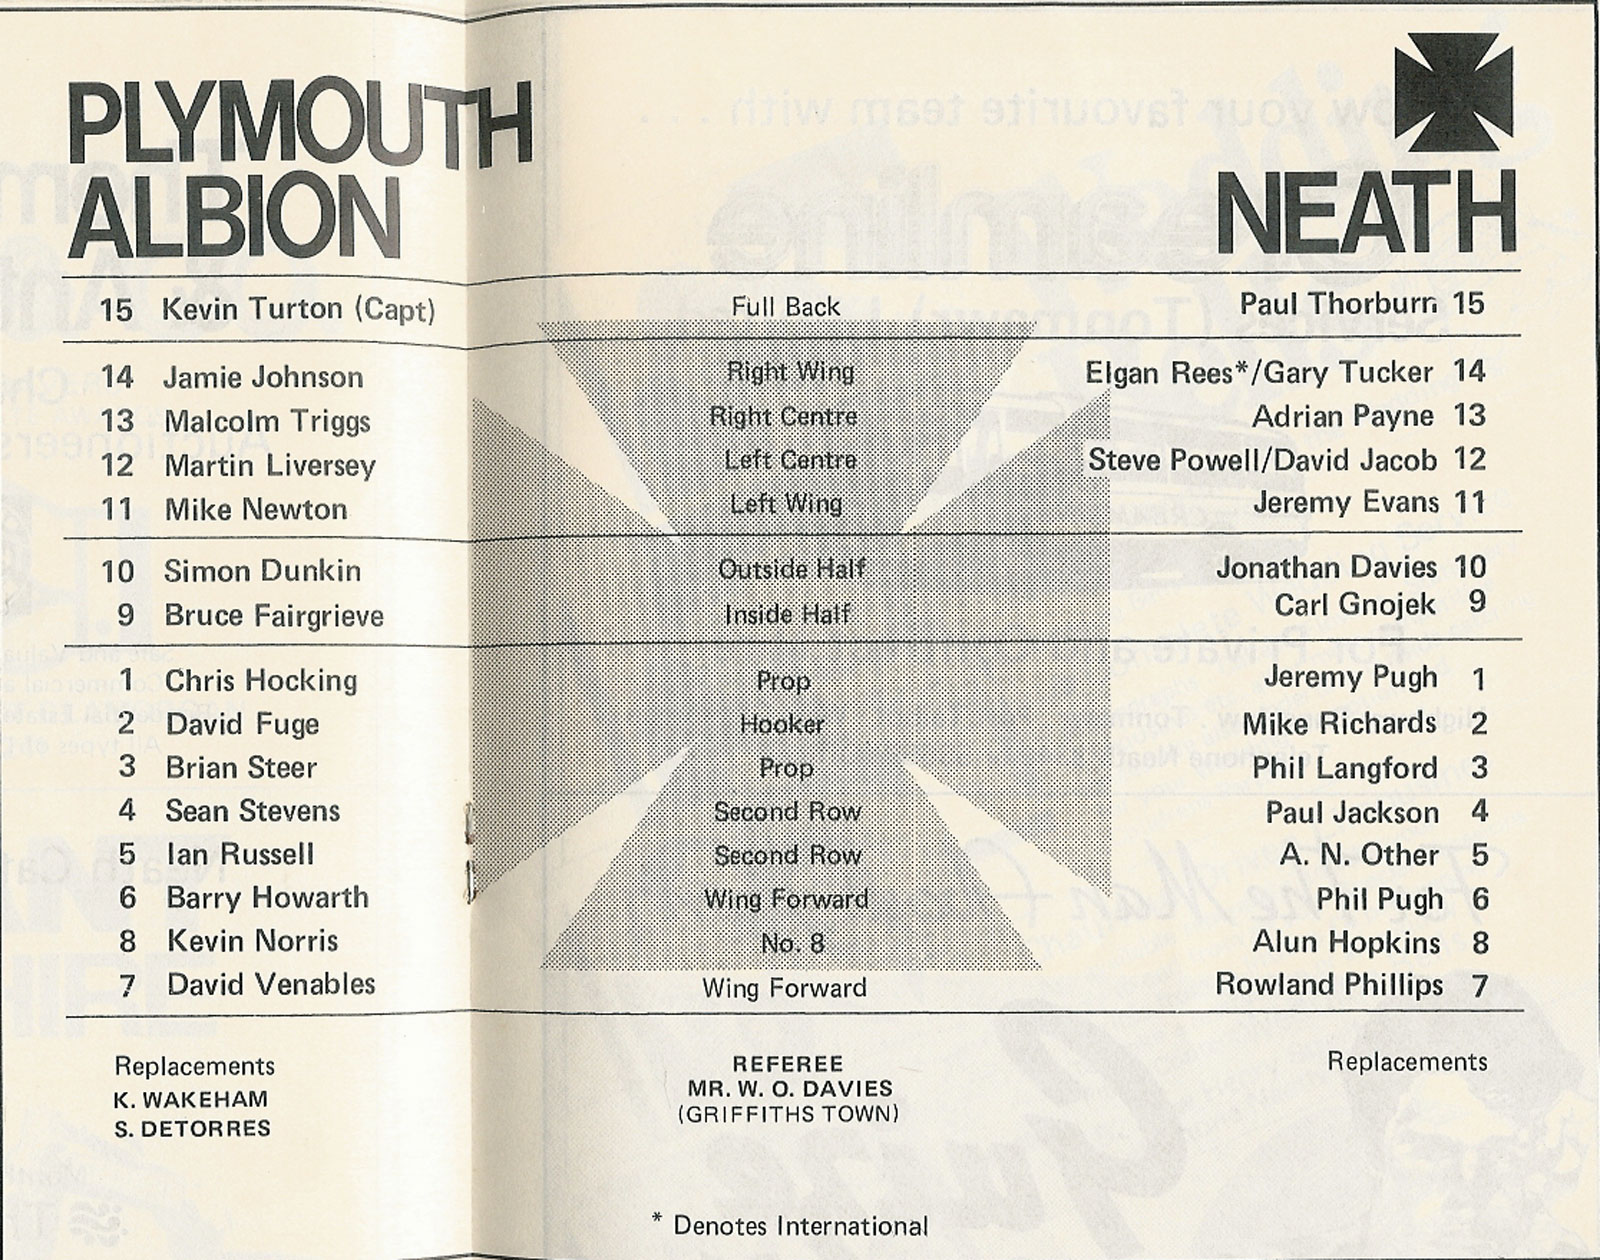 PLYMOUTH
ALBION
NEATH
15 Kevin Turton (Capt) Full Back Paul Thorburn 15
14 Jamie Johnson Right Wing Elgan Rees*/Gary Tucker 14
13 Malcolm Triggs Right Centre Adrian Payne 13
12 Martin Liversey Left Centre Steve Powell/David Jacob 12
11 Mike Newton Left Wing Jeremy Evans 11
10 Simon Dunkin Outside Half Jonathan Davies 10
9 Bruce Fairgrieve Inside Half Carl Gnojek 9
1 Chris Hocking Prop Jeremy Pugh 1
2 David Fuge Hooker Mike Richards 2
3 Brian Steer Prop Phil Langford 3
4 Sean Stevens Second Row Paul Jackson 4
5 Ian Russell Second Row A. N. Other 5
6 Barry Howarth Wing Forward Phil Pugh 6
8 Kevin Norris No. 8 Alun Hopkins 8
7 David Venables Wing Forward Rowland Phillips 7
Replacements
K. WAKEHAM
S. DETORRES
REFEREE
MR. W. O. DAVIES
(GRIFFITHS TOWN)
Replacements
* Denotes International